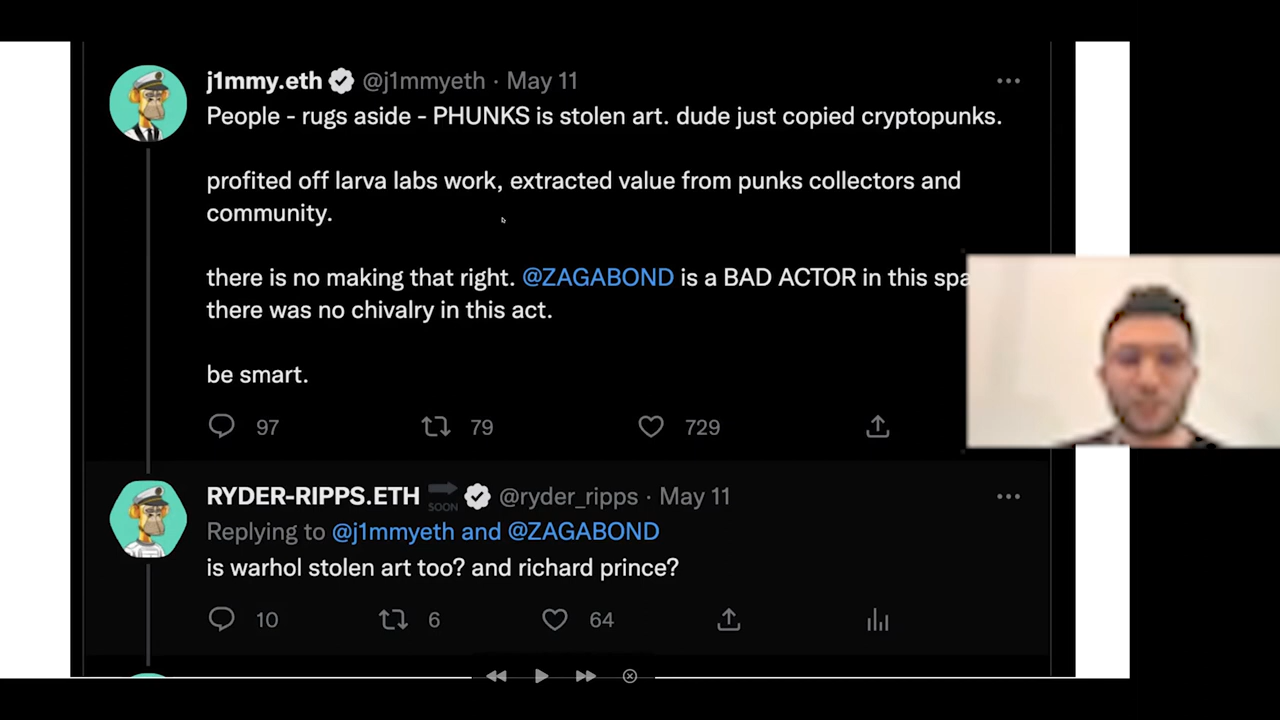 j1mmy.eth @j1mmyeth · May 11
People - rugs aside - PHUNKS is stolen art. dude just copied cryptopunks.
profited off larva labs work, extracted value from punks collectors and
community.
there is no making that right. @ZAGABOND is a BAD ACTOR in this spa
there was no chivalry in this act.
be smart.
97 79 729
RYDER-RIPPS.ETH SOON @ryder_ripps · May 11
Replying to @j1mmyeth and @ZAGABOND
is warhol stolen art too? and richard prince?
10 6 64